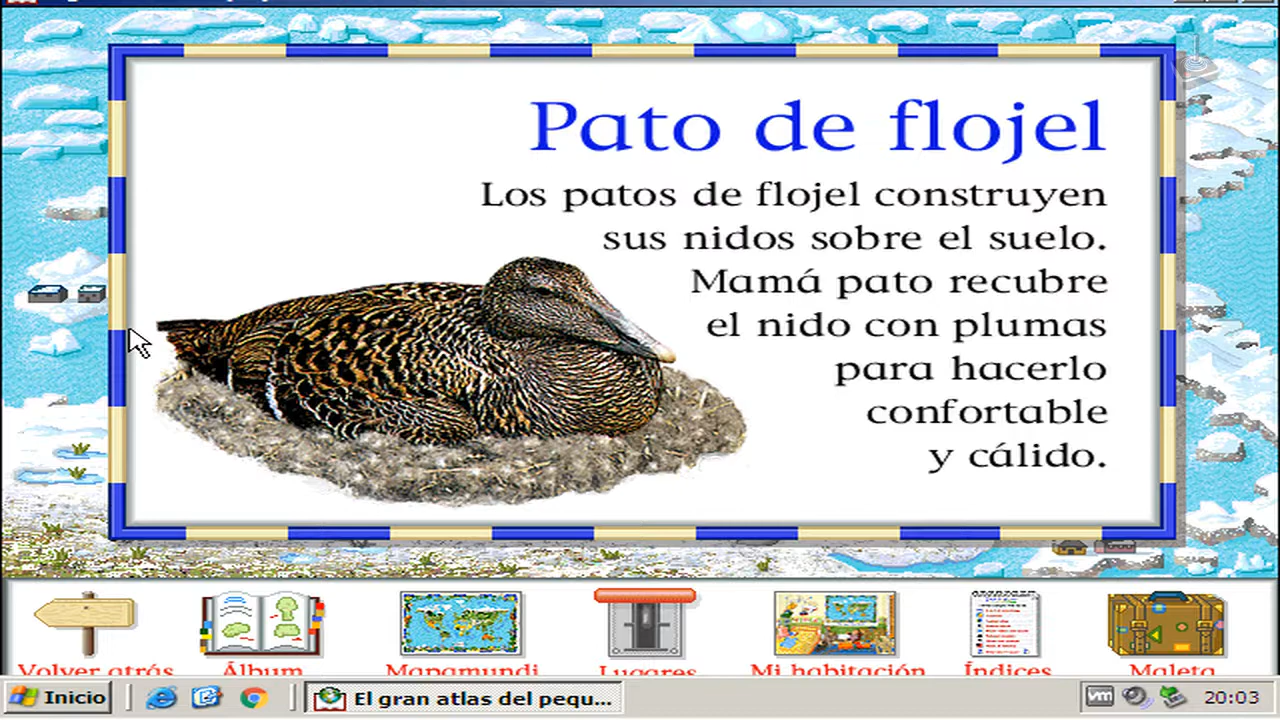 Pato de flojel
Los patos de flojel construyen
sus nidos sobre el suelo.
Mamá pato recubre
el nido con plumas
para hacerlo
confortable
y cálido.
Volver atrás Álbum Mapamundi Lugares Mi habitación Índices Maleta
Inicio El gran atlas del pequ... vm 20:03